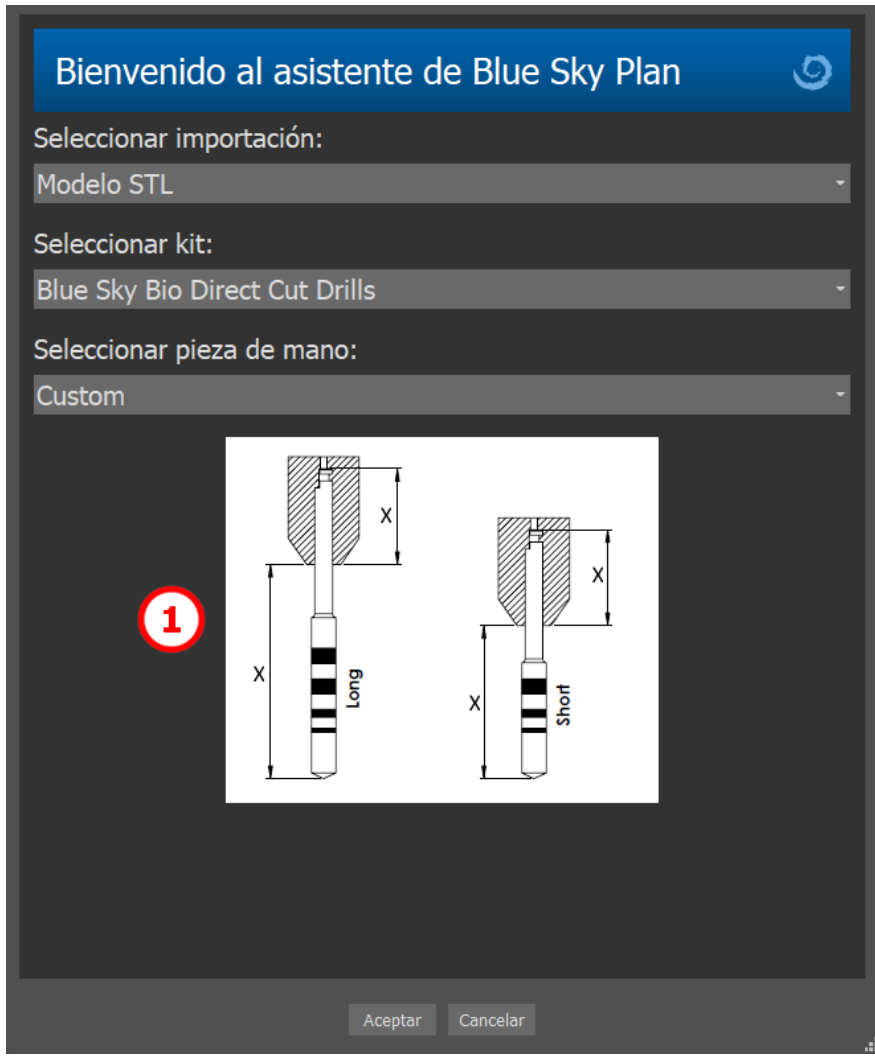 Bienvenido al asistente de Blue Sky Plan
Seleccionar importación:
Modelo STL
Seleccionar kit:
Blue Sky Bio Direct Cut Drills
Seleccionar pieza de mano:
Custom
X
X
1
X
Long
X
Short
Aceptar
Cancelar